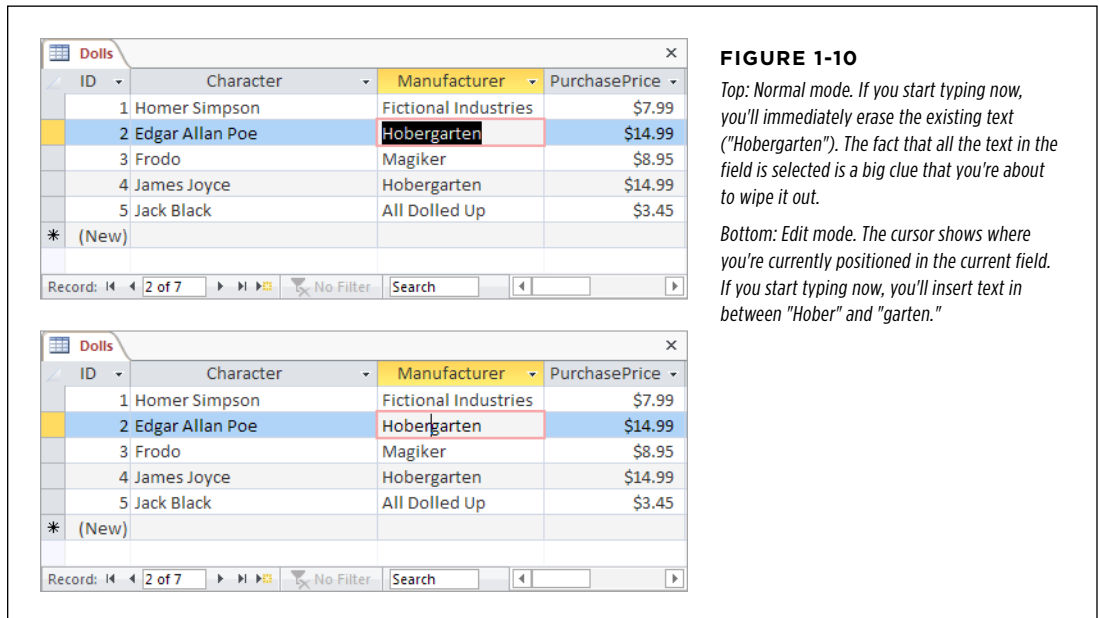 Dolls ×
ID Character Manufacturer PurchasePrice
1 Homer Simpson Fictional Industries $7.99
2 Edgar Allan Poe Hobergarten $14.99
3 Frodo Magiker $8.95
4 James Joyce Hobergarten $14.99
5 Jack Black All Dolled Up $3.45
* (New)
Record: 2 of 7 No Filter Search
Dolls ×
ID Character Manufacturer PurchasePrice
1 Homer Simpson Fictional Industries $7.99
2 Edgar Allan Poe Hobergarten $14.99
3 Frodo Magiker $8.95
4 James Joyce Hobergarten $14.99
5 Jack Black All Dolled Up $3.45
* (New)
Record: 2 of 7 No Filter Search
FIGURE 1-10
Top: Normal mode. If you start typing now,
you'll immediately erase the existing text
("Hobergarten"). The fact that all the text in the
field is selected is a big clue that you're about
to wipe it out.
Bottom: Edit mode. The cursor shows where
you're currently positioned in the current field.
If you start typing now, you'll insert text in
between "Hober" and "garten."